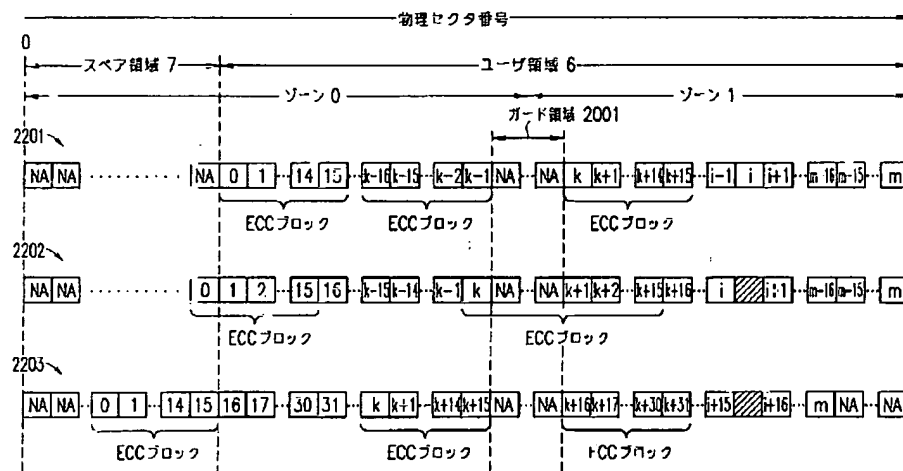 物理セクタ番号
0
スペア領域 7 ユーザ領域 6
ゾーン 0 ゾーン 1
ガード領域 2001
2201
NA NA NA 0 1 14 15 k-16 k-15 k-2 k-1 NA NA k k+1 k+14 k+15 i-1 i i+1 m-16 m-15 m
ECCブロック ECCブロック ECCブロック
2202
NA NA 0 1 2 15 16 k-15 k-14 k-1 k NA NA k+1 k+2 k+15 k+16 i i+1 m-16 m-15 m
ECCブロック ECCブロック
2203
NA NA 0 1 14 15 16 17 30 31 k k+1 k+14 k+15 NA NA k+16 k+17 k+30 k+31 i+15 i+16 m NA NA
ECCブロック ECCブロック ECCブロック